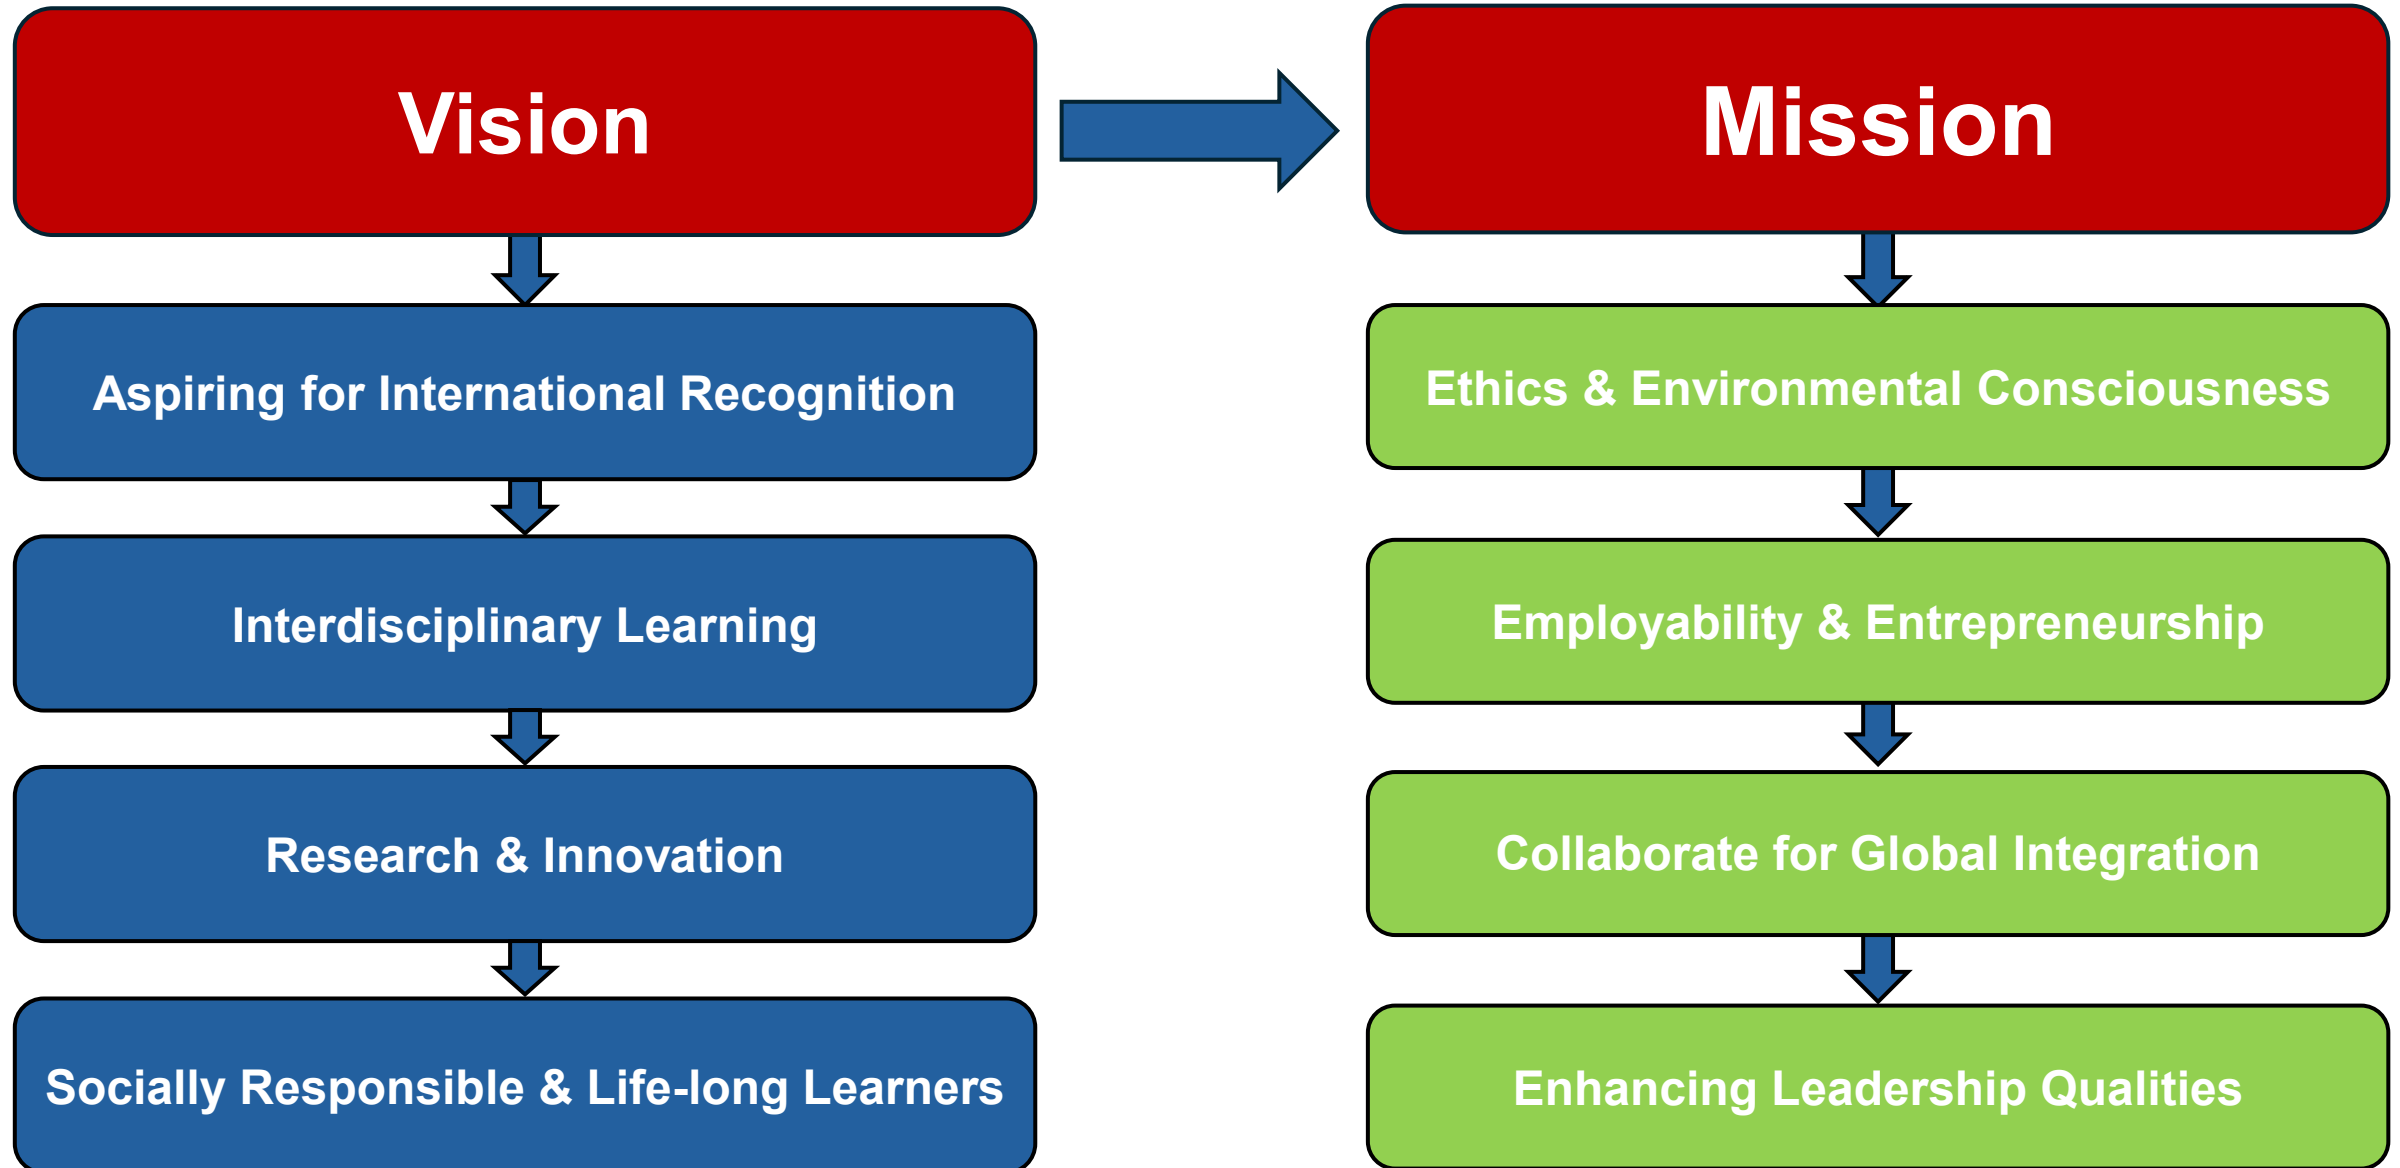 Vision
Aspiring for International Recognition
Interdisciplinary Learning
Research & Innovation
Socially Responsible & Life-long Learners
Mission
Ethics & Environmental Consciousness
Employability & Entrepreneurship
Collaborate for Global Integration
Enhancing Leadership Qualities